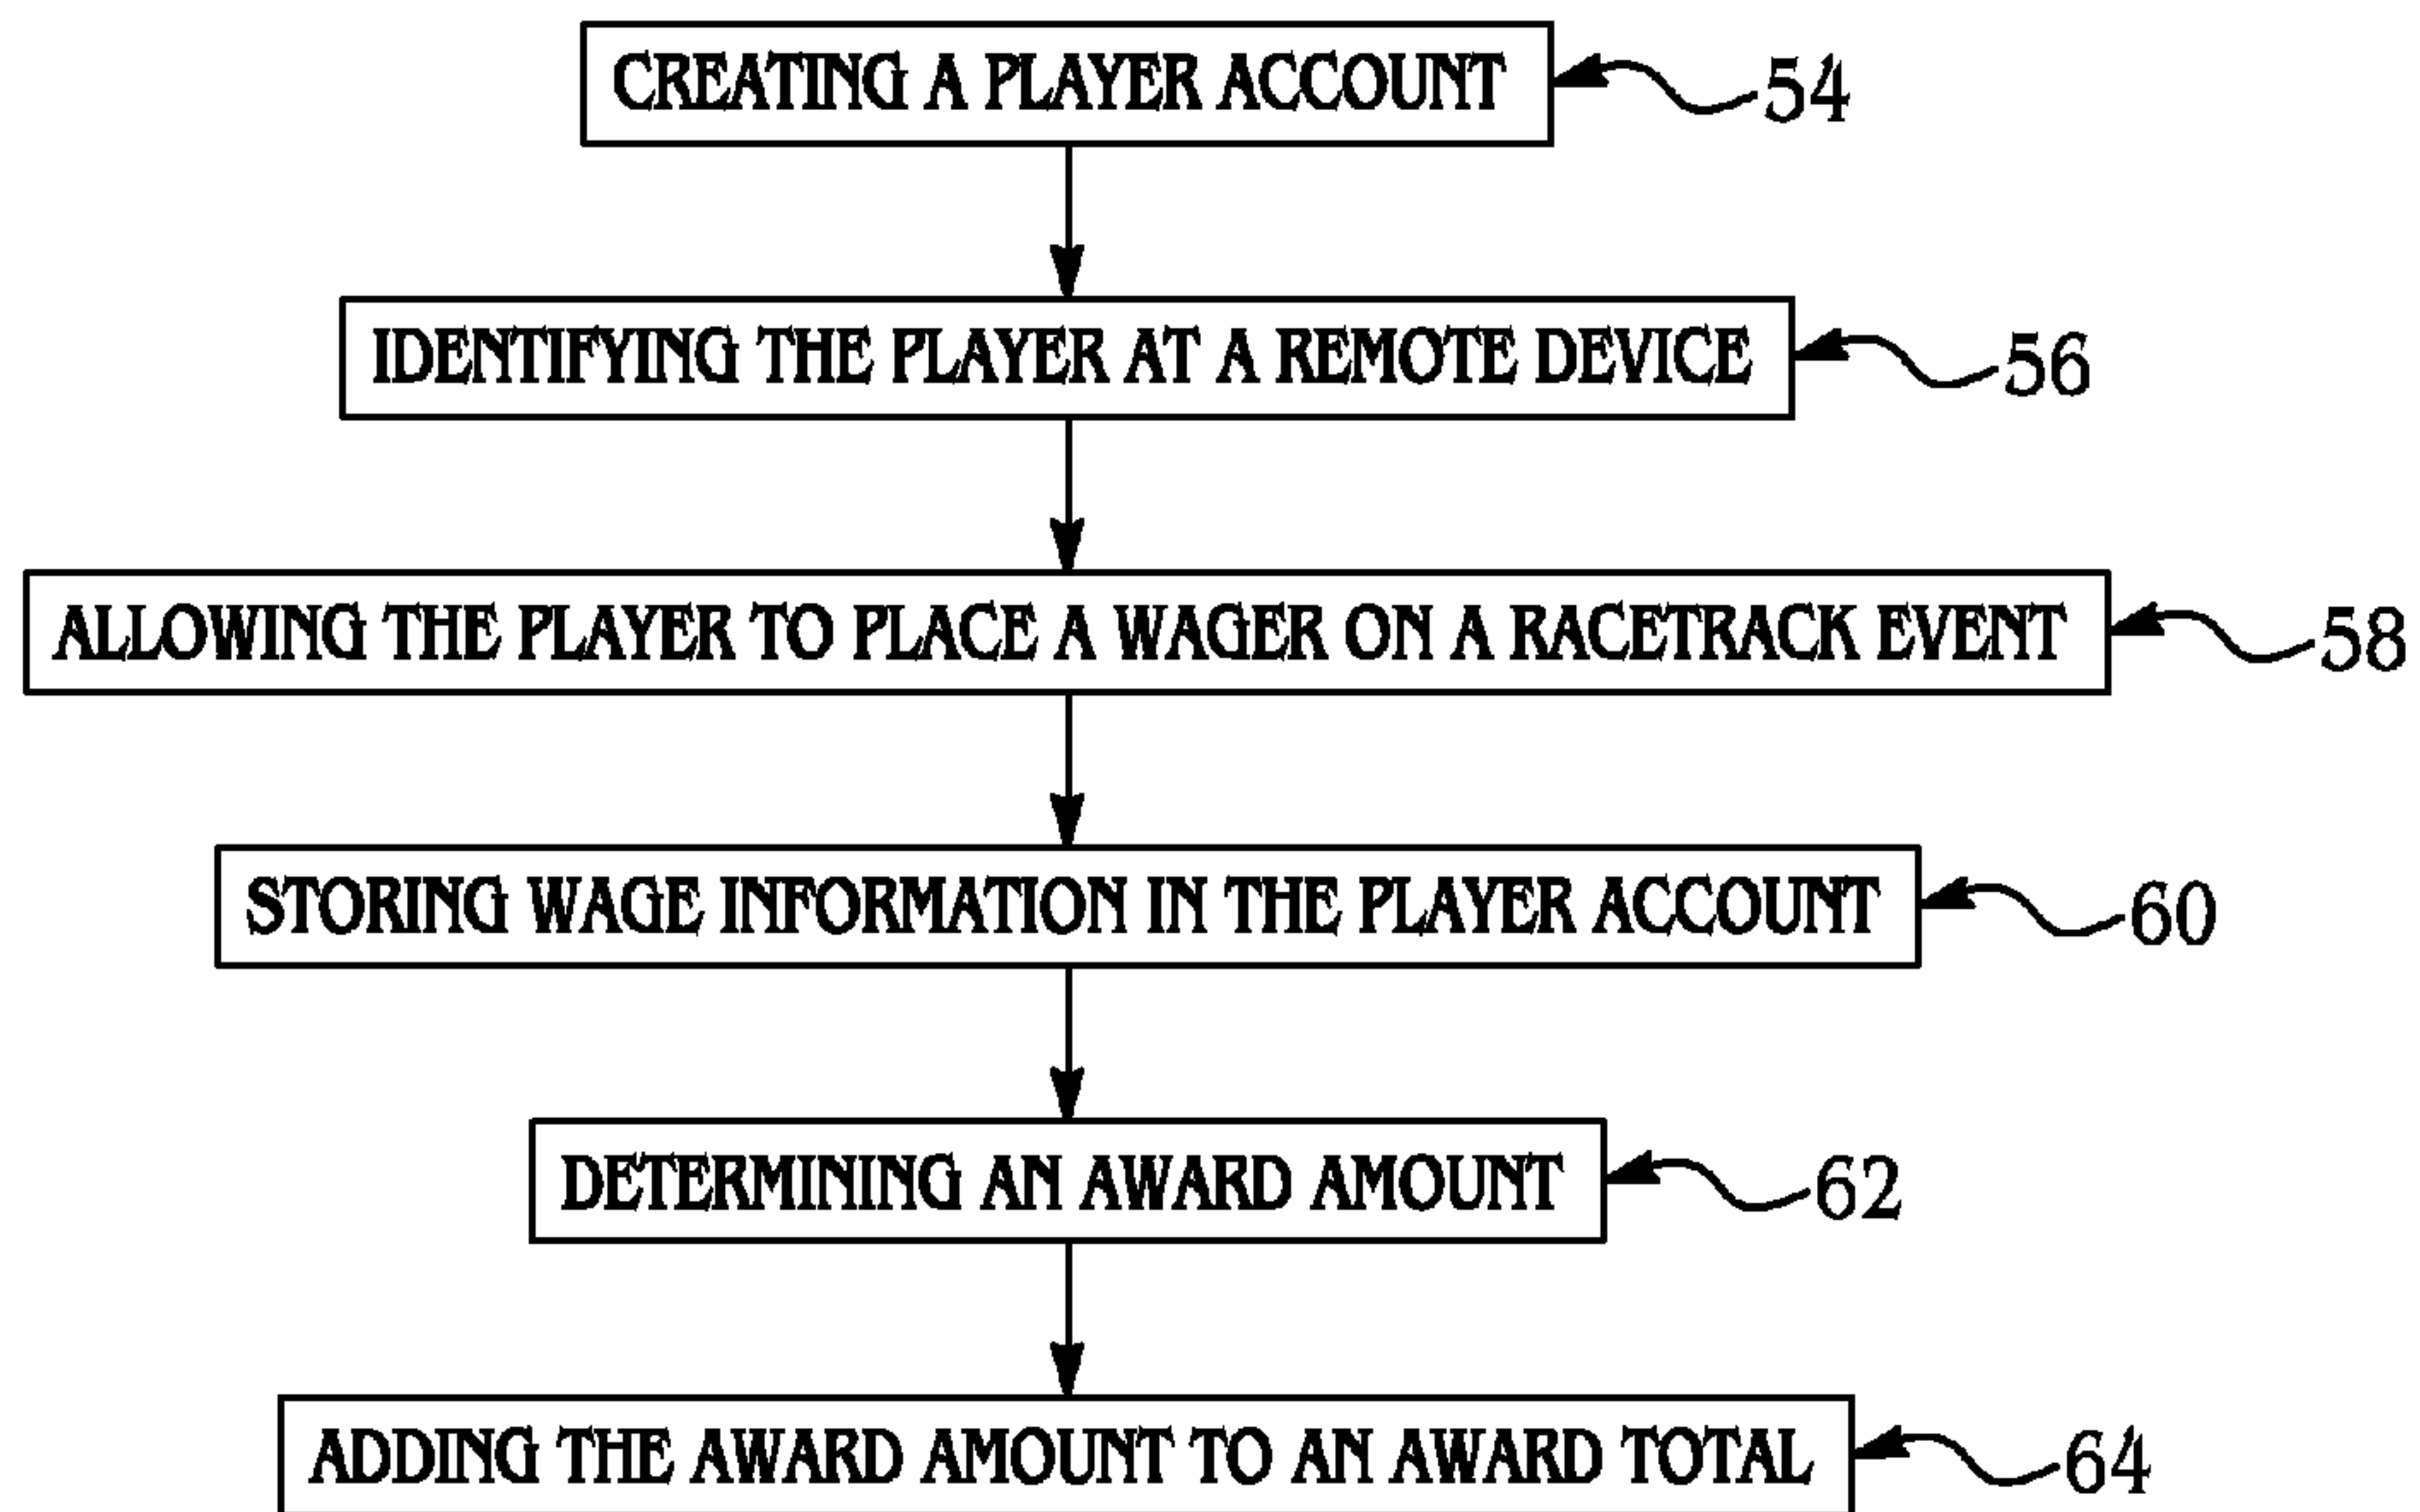 CREATING A PLAYER ACCOUNT 54
IDENTIFYING THE PLAYER AT A REMOTE DEVICE 56
ALLOWING THE PLAYER TO PLACE A WAGER ON A RACETRACK EVENT 58
STORING WAGE INFORMATION IN THE PLAYER ACCOUNT 60
DETERMINING AN AWARD AMOUNT 62
ADDING THE AWARD AMOUNT TO AN AWARD TOTAL 64